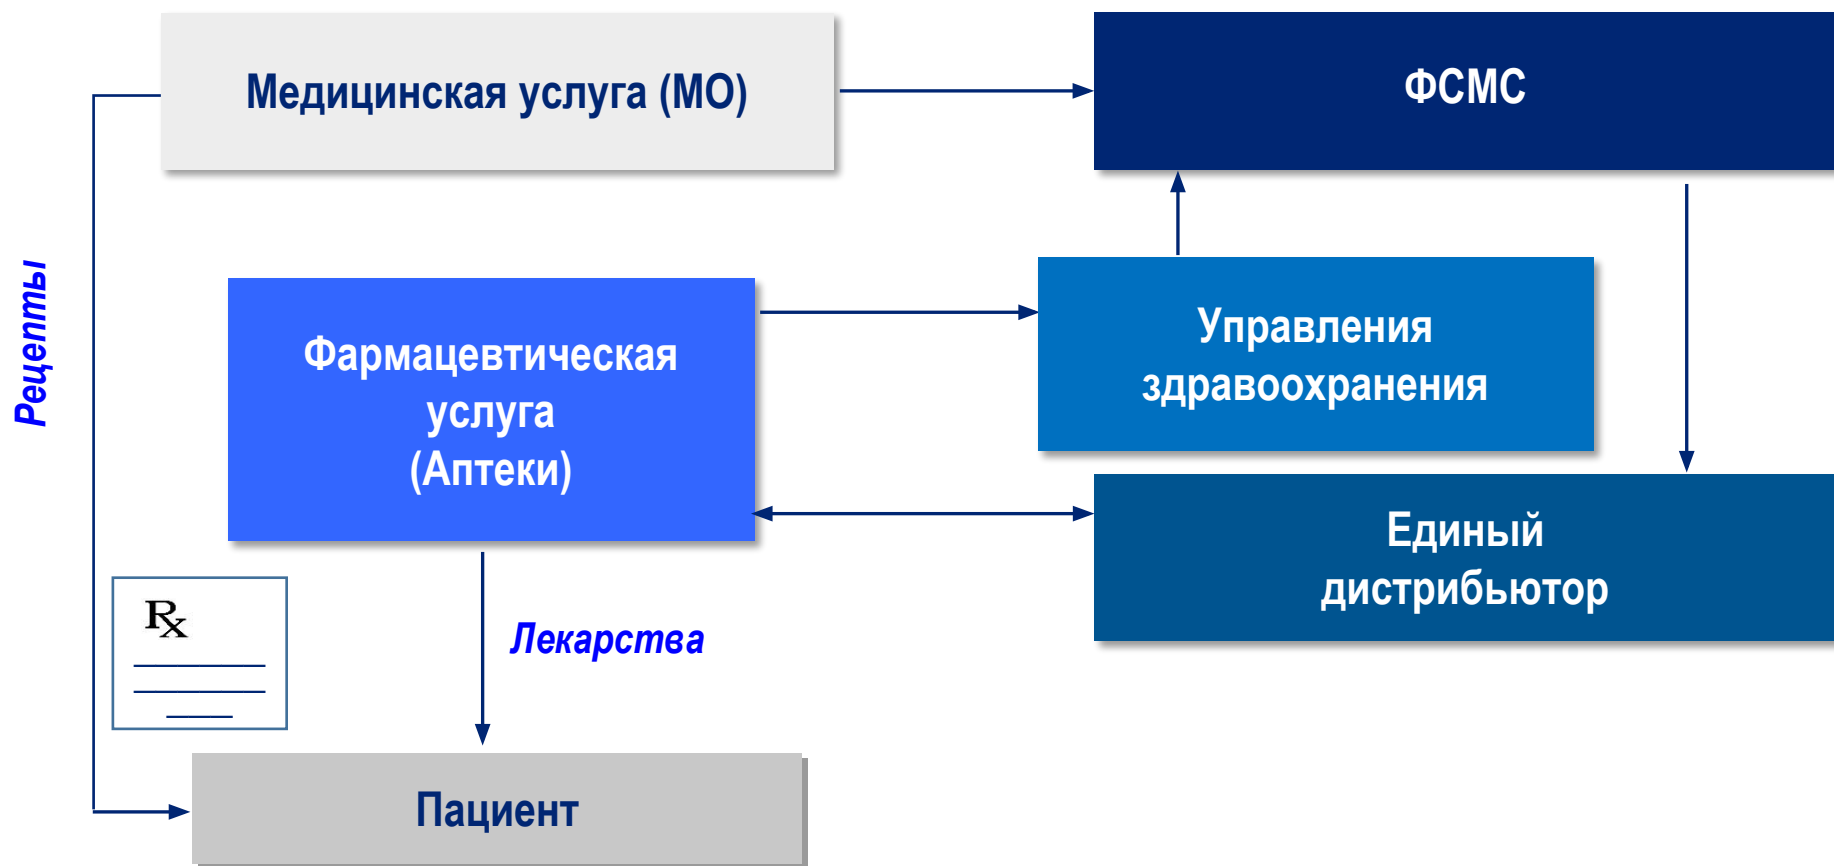 Медицинская услуга (МО)
ФСМС
Рецепты
Фармацевтическая
услуга
(Аптеки)
Управления
здравоохранения
Единый
дистрибьютор
Rx
Лекарства
Пациент